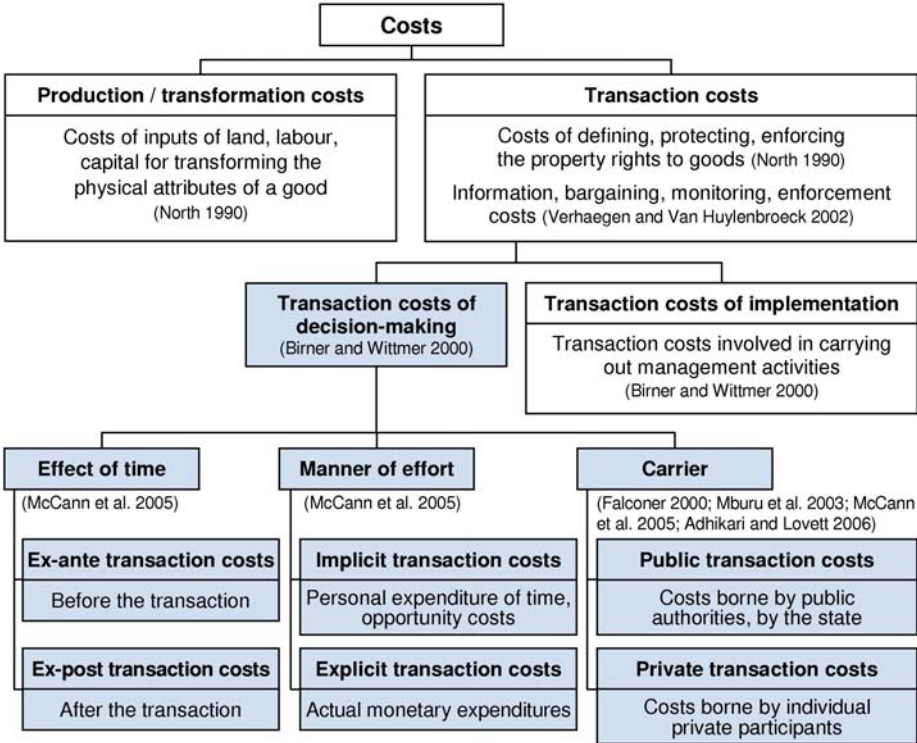 Costs
Production / transformation costs
Costs of inputs of land, labour,
capital for transforming the
physical attributes of a good
(North 1990)
Transaction costs
Costs of defining, protecting, enforcing
the property rights to goods (North 1990)
Information, bargaining, monitoring, enforcement
costs (Verhaegen and Van Huylenbroeck 2002)
Transaction costs of
decision-making
(Birner and Wittmer 2000)
Transaction costs of implementation
Transaction costs involved in carrying
out management activities
(Birner and Wittmer 2000)
Effect of time
(McCann et al. 2005)
Ex-ante transaction costs
Before the transaction
Ex-post transaction costs
After the transaction
Manner of effort
(McCann et al. 2005)
Implicit transaction costs
Personal expenditure of time,
opportunity costs
Explicit transaction costs
Actual monetary expenditures
Carrier
(Falconer 2000; Mburu et al. 2003; McCann
et al. 2005; Adhikari and Lovett 2006)
Public transaction costs
Costs borne by public
authorities, by the state
Private transaction costs
Costs borne by individual
private participants